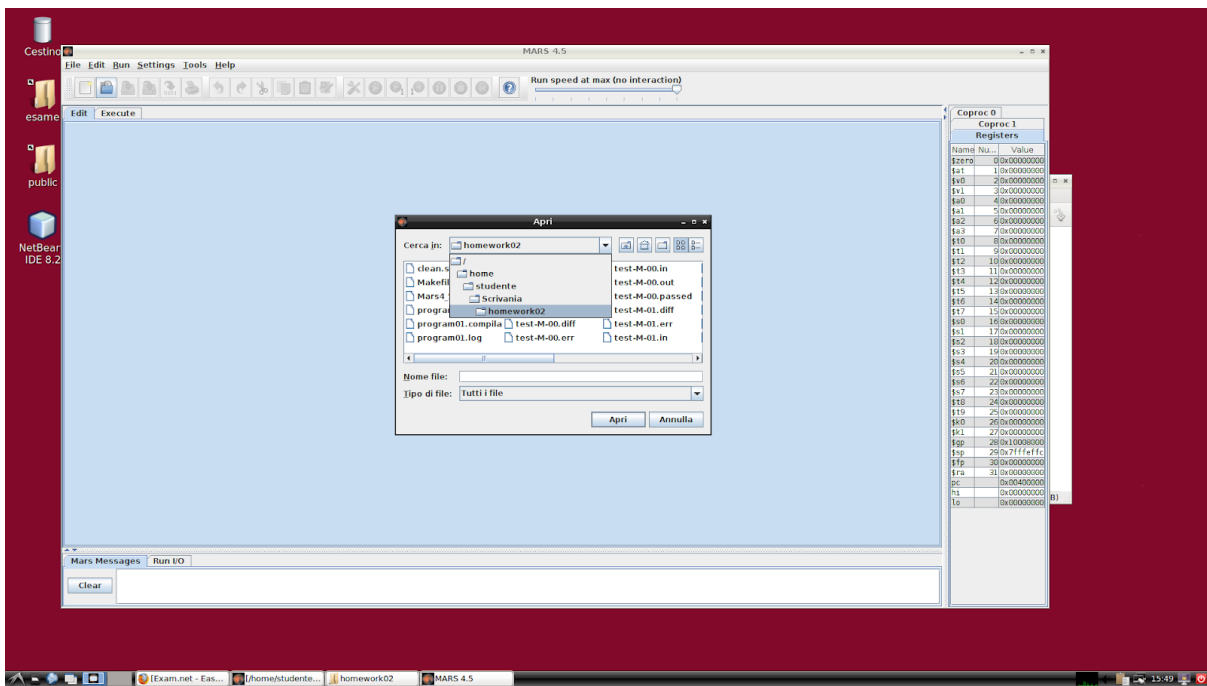 Cestino
MARS 4.5
File Edit Run Settings Tools Help
Run speed at max (no interaction)
esame
Edit Execute
Coproc 0
Coproc 1
Registers
Name Nu... Value
$zero 0 0x00000000
$at 1 0x00000000
$v0 2 0x00000000
$v1 3 0x00000000
$a0 4 0x00000000
$a1 5 0x00000000
$a2 6 0x00000000
$a3 7 0x00000000
$t0 8 0x00000000
$t1 9 0x00000000
$t2 10 0x00000000
$t3 11 0x00000000
$t4 12 0x00000000
$t5 13 0x00000000
$t6 14 0x00000000
$t7 15 0x00000000
$s0 16 0x00000000
$s1 17 0x00000000
$s2 18 0x00000000
$s3 19 0x00000000
$s4 20 0x00000000
$s5 21 0x00000000
$s6 22 0x00000000
$s7 23 0x00000000
$t8 24 0x00000000
$t9 25 0x00000000
$k0 26 0x00000000
$k1 27 0x00000000
$gp 28 0x10008000
$sp 29 0x7fffeffc
$fp 30 0x00000000
$ra 31 0x00000000
pc 0x00400000
hi 0x00000000
lo 0x00000000
B)
public
NetBear
IDE 8.2
Apri
Cerca in: homework02
/
home
studente
Scrivania
homework02
clean.s test-M-00.in
Makefil test-M-00.out
Mars4_ test-M-00.passed
progra test-M-01.diff
program01.compila test-M-00.diff test-M-01.err
program01.log test-M-00.err test-M-01.in
Nome file:
Tipo di file: Tutti i file
Apri Annulla
Mars Messages Run I/O
Clear
[Exam.net - Eas... [/home/studente... homework02 MARS 4.5 15:49